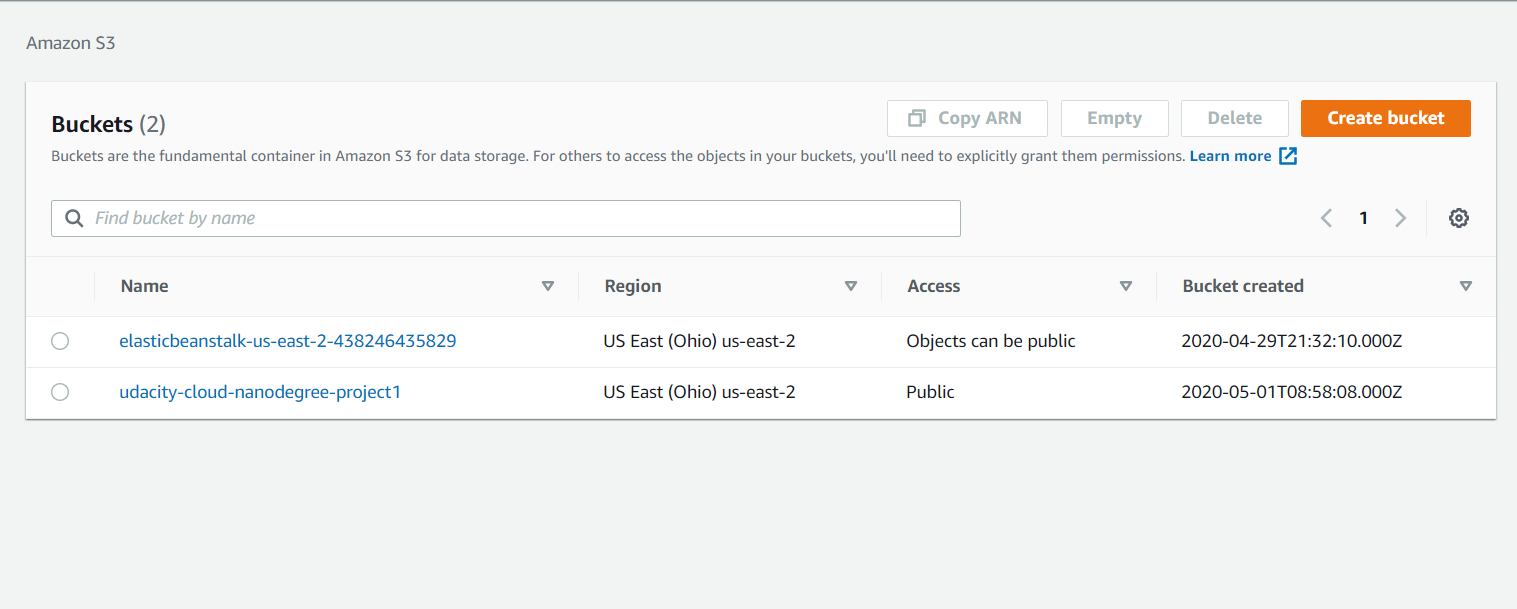 Amazon S3
Buckets (2)
Copy ARN
Empty
Delete
Create bucket
Buckets are the fundamental container in Amazon S3 for data storage. For others to access the objects in your buckets, you'll need to explicitly grant them permissions. Learn more
Find bucket by name
1
Name Region Access Bucket created
elasticbeanstalk-us-east-2-438246435829 US East (Ohio) us-east-2 Objects can be public 2020-04-29T21:32:10.000Z
udacity-cloud-nanodegree-project1 US East (Ohio) us-east-2 Public 2020-05-01T08:58:08.000Z